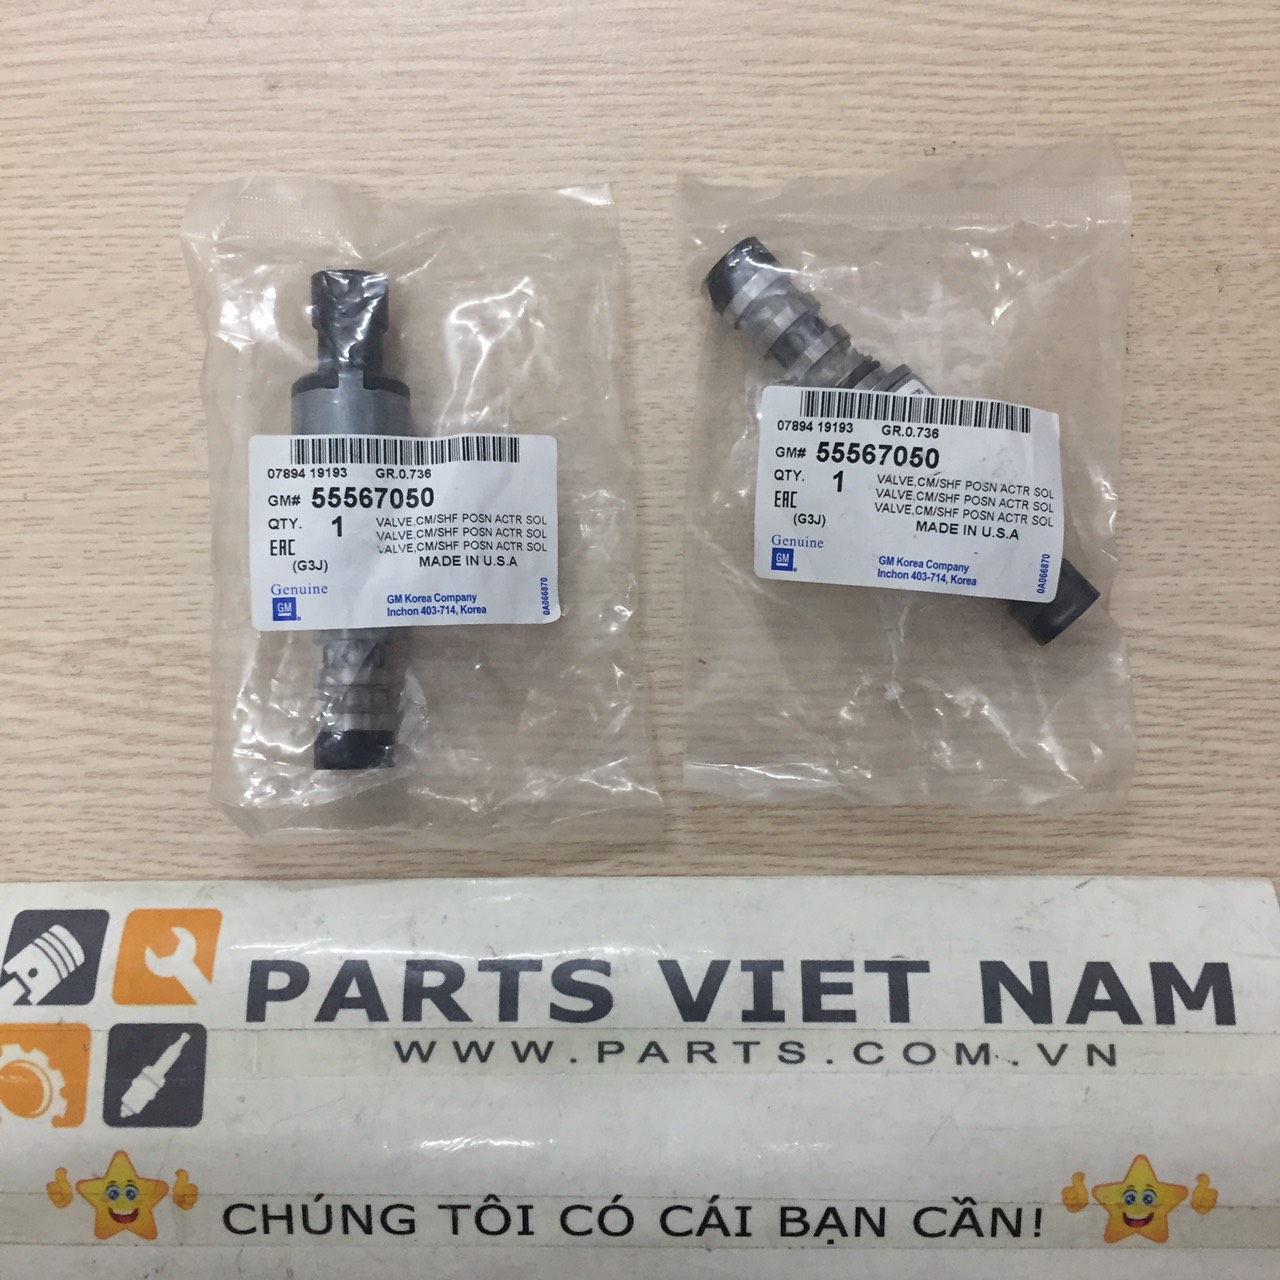 07894 19193 GR.0.736
GM# 55567050
QTY. 1 VALVE,CM/SHF POSN ACTR SOL
VALVE,CM/SHF POSN ACTR SOL
VALVE,CM/SHF POSN ACTR SOL
EAC
(G3J) MADE IN U.S.A
Genuine
GM
GM Korea Company
Inchon 403-714, Korea
0A066870
07894 19193 GR.0.736
GM# 55567050
QTY. 1 VALVE,CM/SHF POSN ACTR SOL
VALVE,CM/SHF POSN ACTR SOL
VALVE,CM/SHF POSN ACTR SOL
EAC
(G3J) MADE IN U.S.A
Genuine
GM
GM Korea Company
Inchon 403-714, Korea
0A066870
PARTS VIET NAM
WWW.PARTS.COM.VN
CHÚNG TÔI CÓ CÁI BẠN CẦN!